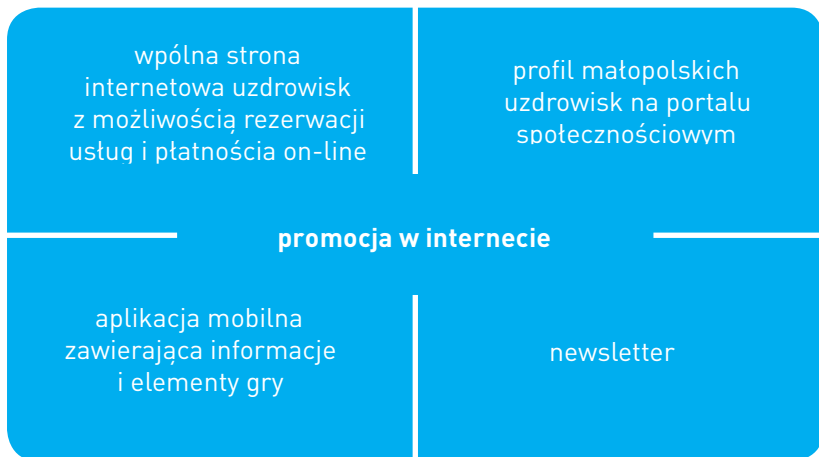 wpólna strona
internetowa uzdrowisk
z możliwością rezerwacji
usług i płatnościa on-line
profil małopolskich
uzdrowisk na portalu
społecznościowym
promocja w internecie
aplikacja mobilna
zawierająca informacje
i elementy gry
newsletter